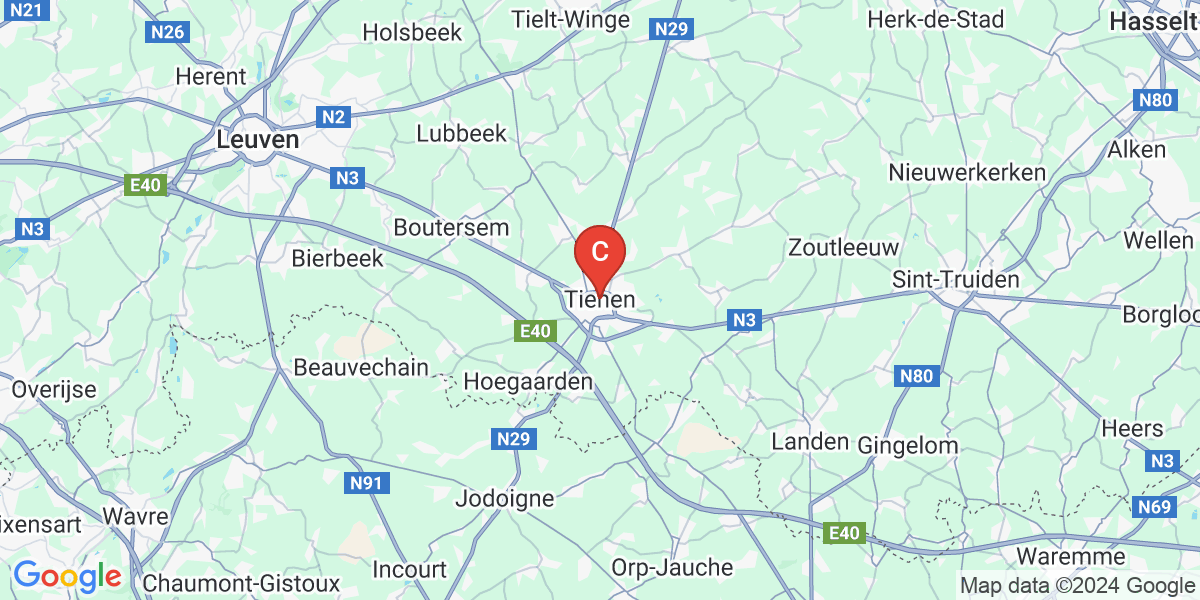 N21
Tielt-Winge
Herk-de-Stad
Hasselt
N26
Holsbeek
N29
Herent
N80
N2
Leuven
Lubbeek
Alken
E40
N3
Nieuwerkerken
N3
Boutersem
Wellen
Bierbeek
C
Zoutleeuw
Sint-Truiden
Tienen
Borgloo
E40
N3
Beauvechain
Hoegaarden
N80
Overijse
N29
Landen
Gingelom
Heers
N3
N91
Jodoigne
N69
ixensart
Wavre
E40
Waremme
Google
Chaumont-Gistoux
Incourt
Orp-Jauche
Map data ©2024 Google